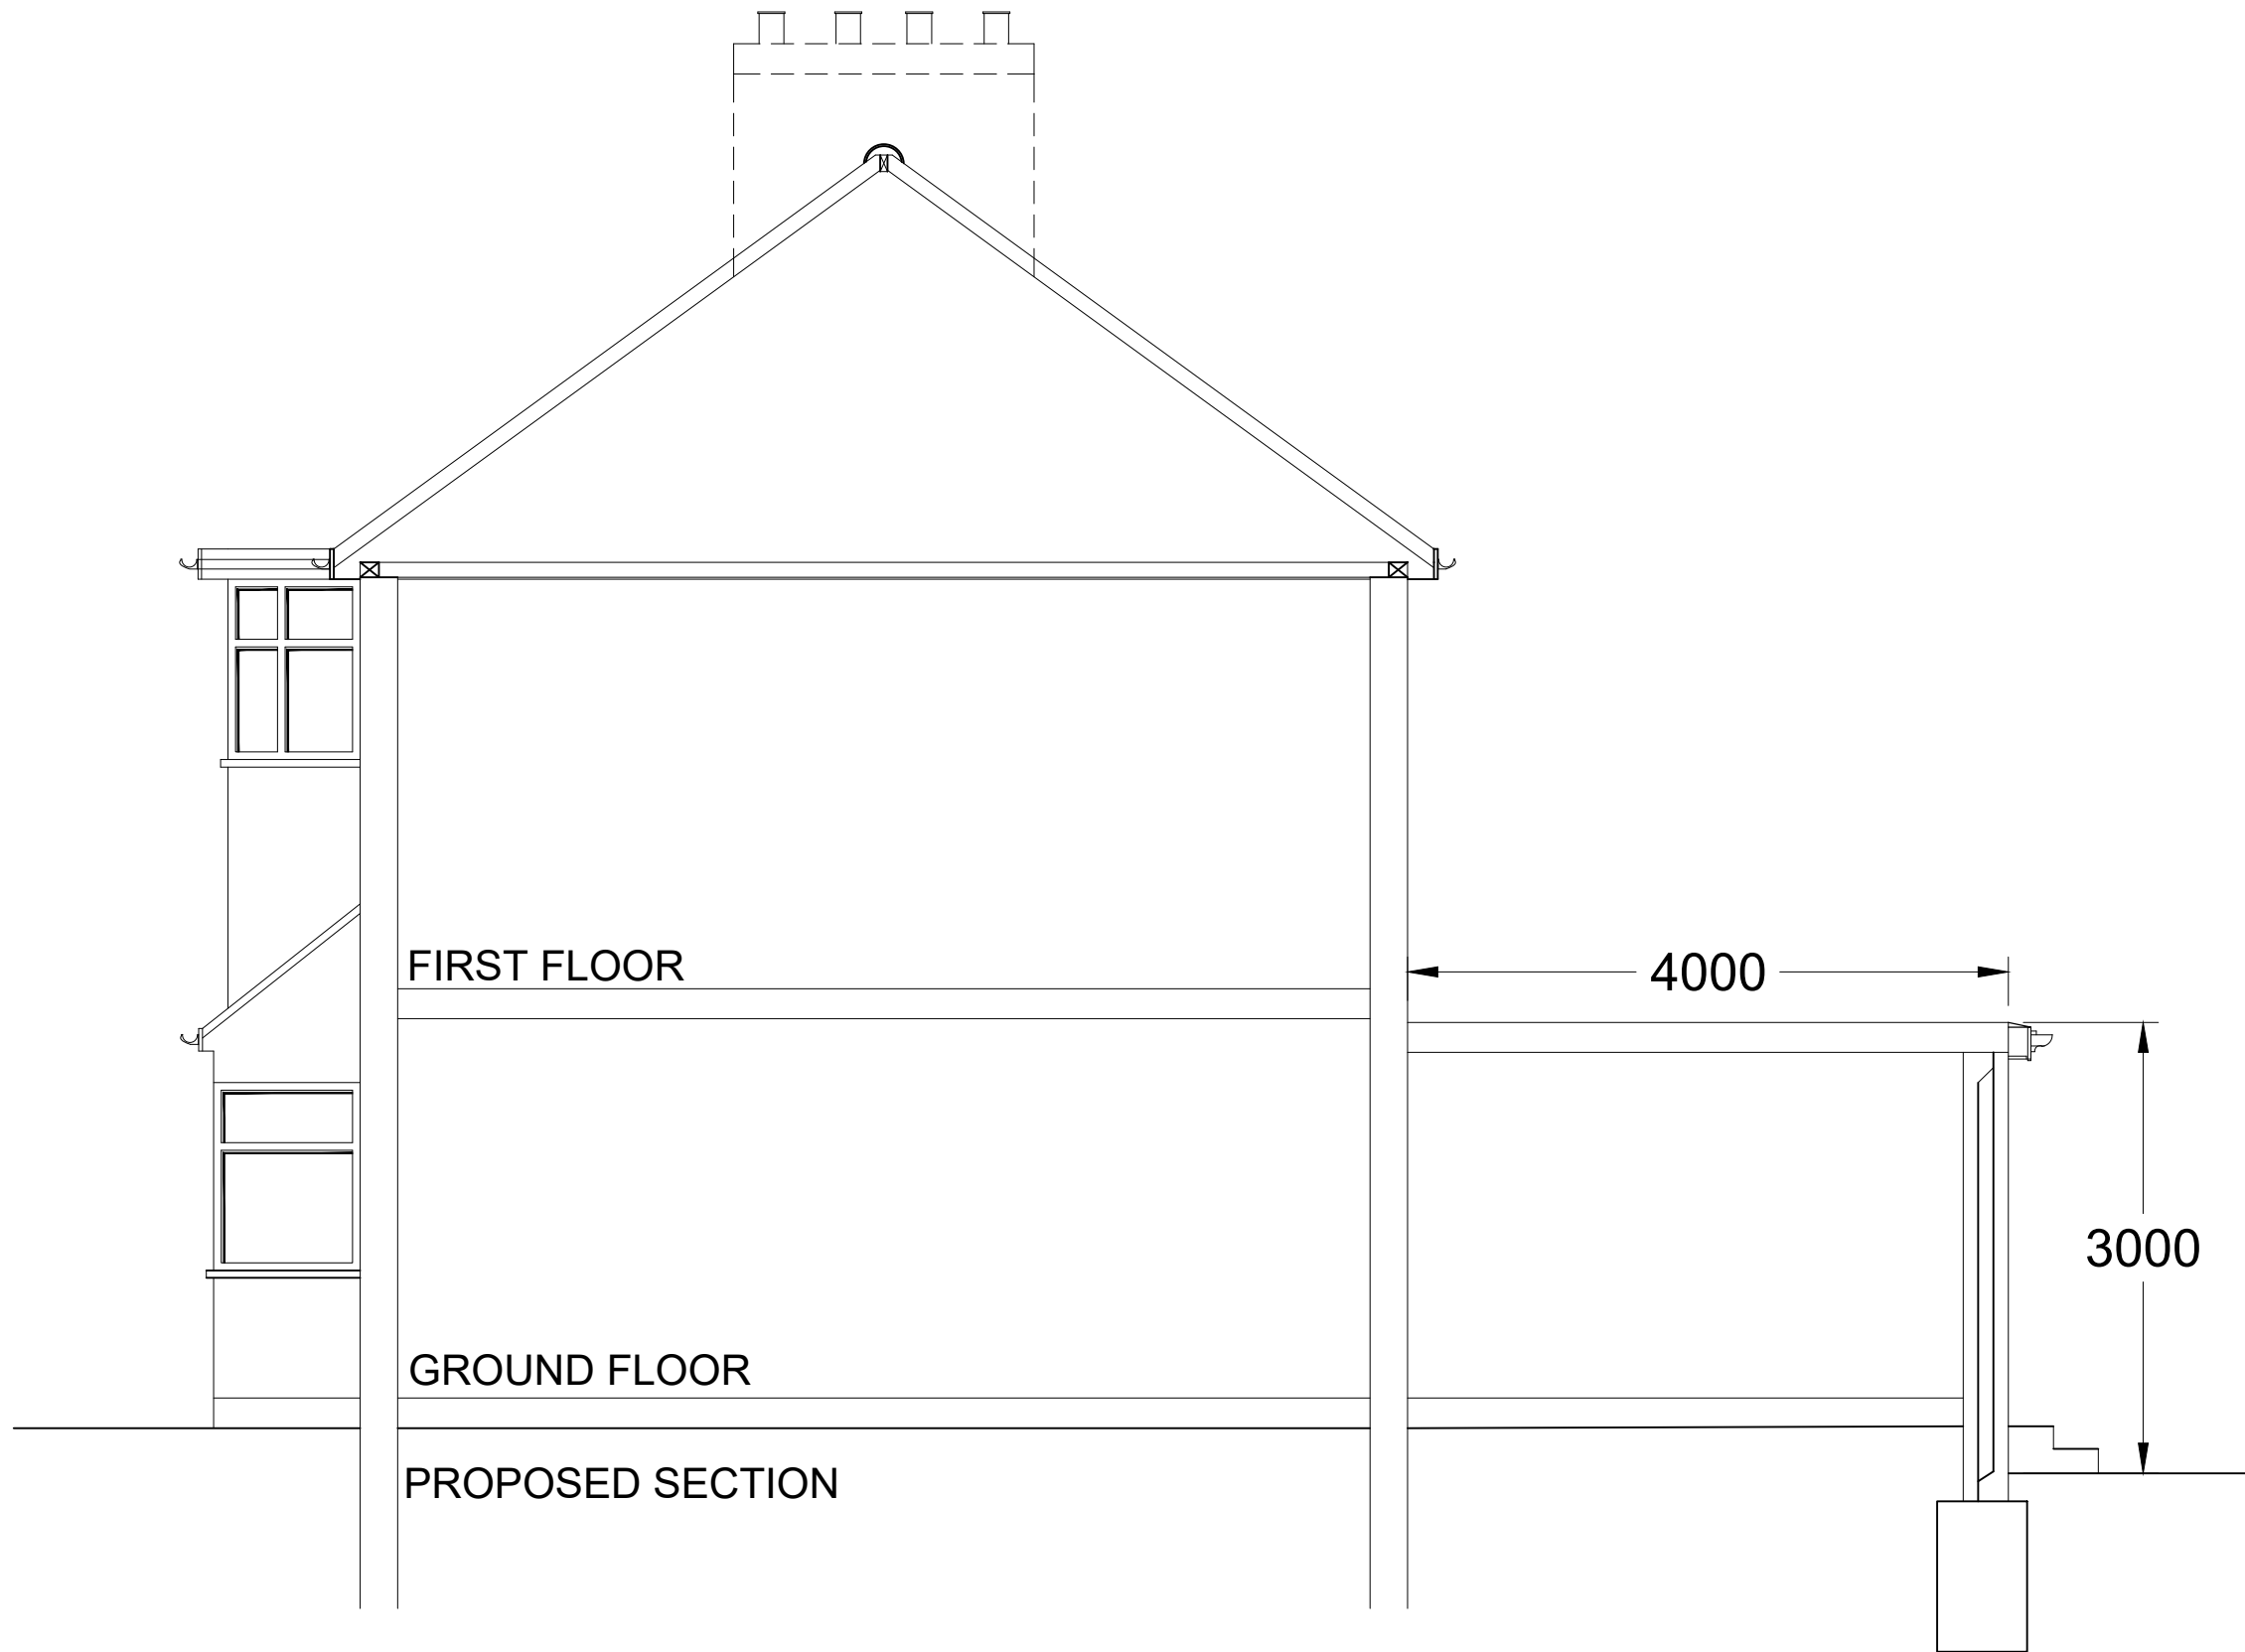 FIRST FLOOR
4000
3000
GROUND FLOOR
PROPOSED SECTION